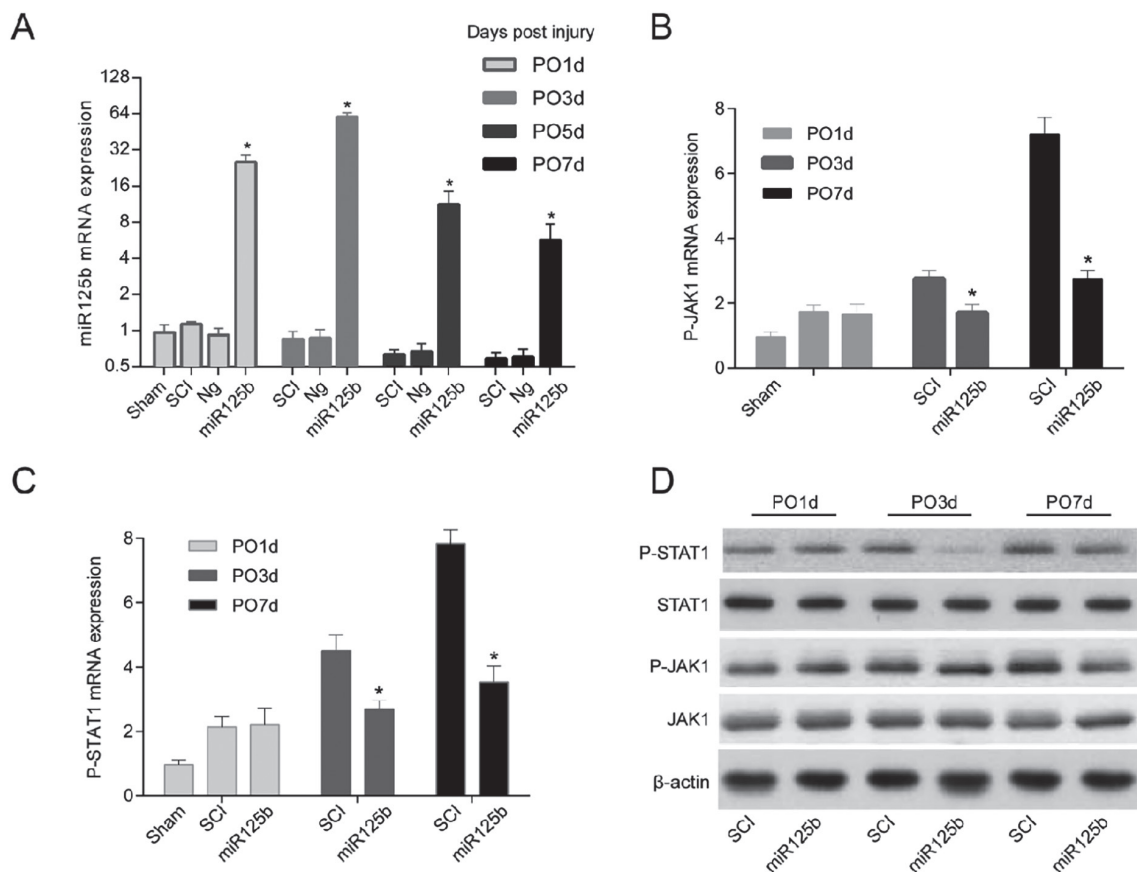 A
Days post injury
PO1d
PO3d
PO5d
PO7d
miR125b mRNA expression
128
64
32
16
8
4
2
1
0.5
*
*
*
*
Sham
SCI
Ng
miR125b
SCI
Ng
miR125b
SCI
Ng
miR125b
SCI
Ng
miR125b
B
PO1d
PO3d
PO7d
P-JAK1 mRNA expression
8
6
4
2
0
*
*
Sham
SCI
miR125b
SCI
miR125b
C
PO1d
PO3d
PO7d
P-STAT1 mRNA expression
8
6
4
2
0
*
*
Sham
SCI
miR125b
SCI
miR125b
SCI
miR125b
D
PO1d PO3d PO7d
P-STAT1
STAT1
P-JAK1
JAK1
β-actin
SCI
miR125b
SCI
miR125b
SCI
miR125b